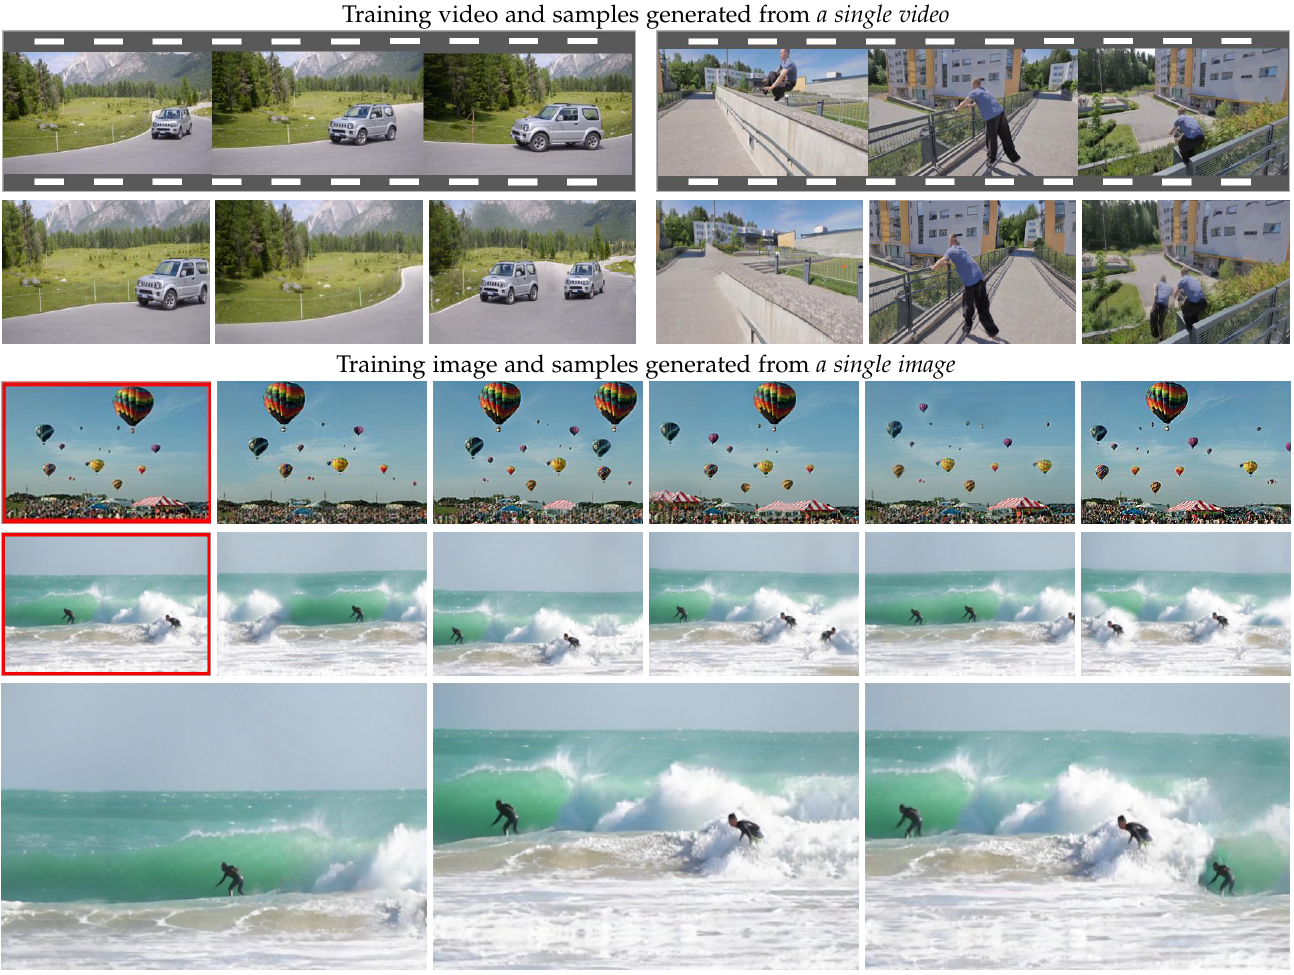 Training video and samples generated from a single video
Training image and samples generated from a single image